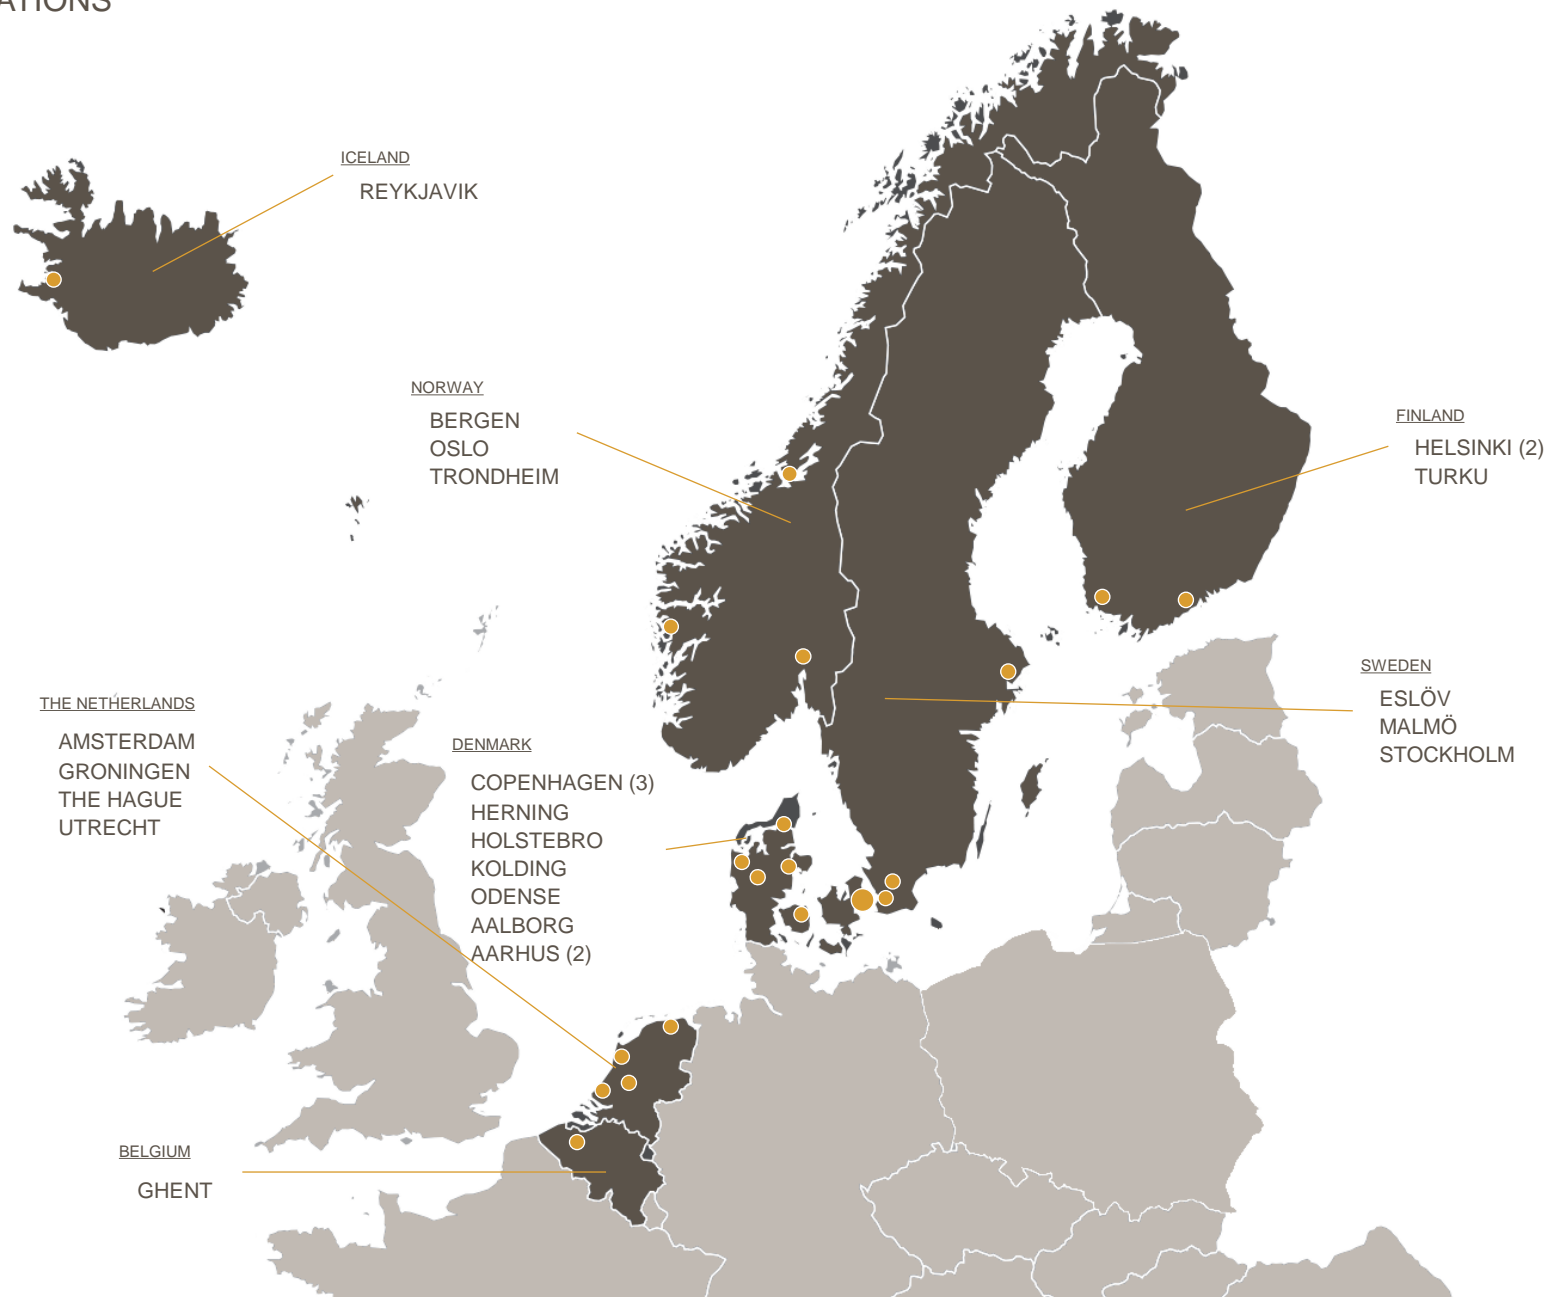 ATIONS
ICELAND
REYKJAVIK
NORWAY
BERGEN
OSLO
TRONDHEIM
FINLAND
HELSINKI (2)
TURKU
SWEDEN
ESLÖV
MALMÖ
STOCKHOLM
THE NETHERLANDS
AMSTERDAM
GRONINGEN
THE HAGUE
UTRECHT
DENMARK
COPENHAGEN (3)
HERNING
HOLSTEBRO
KOLDING
ODENSE
AALBORG
AARHUS (2)
BELGIUM
GHENT